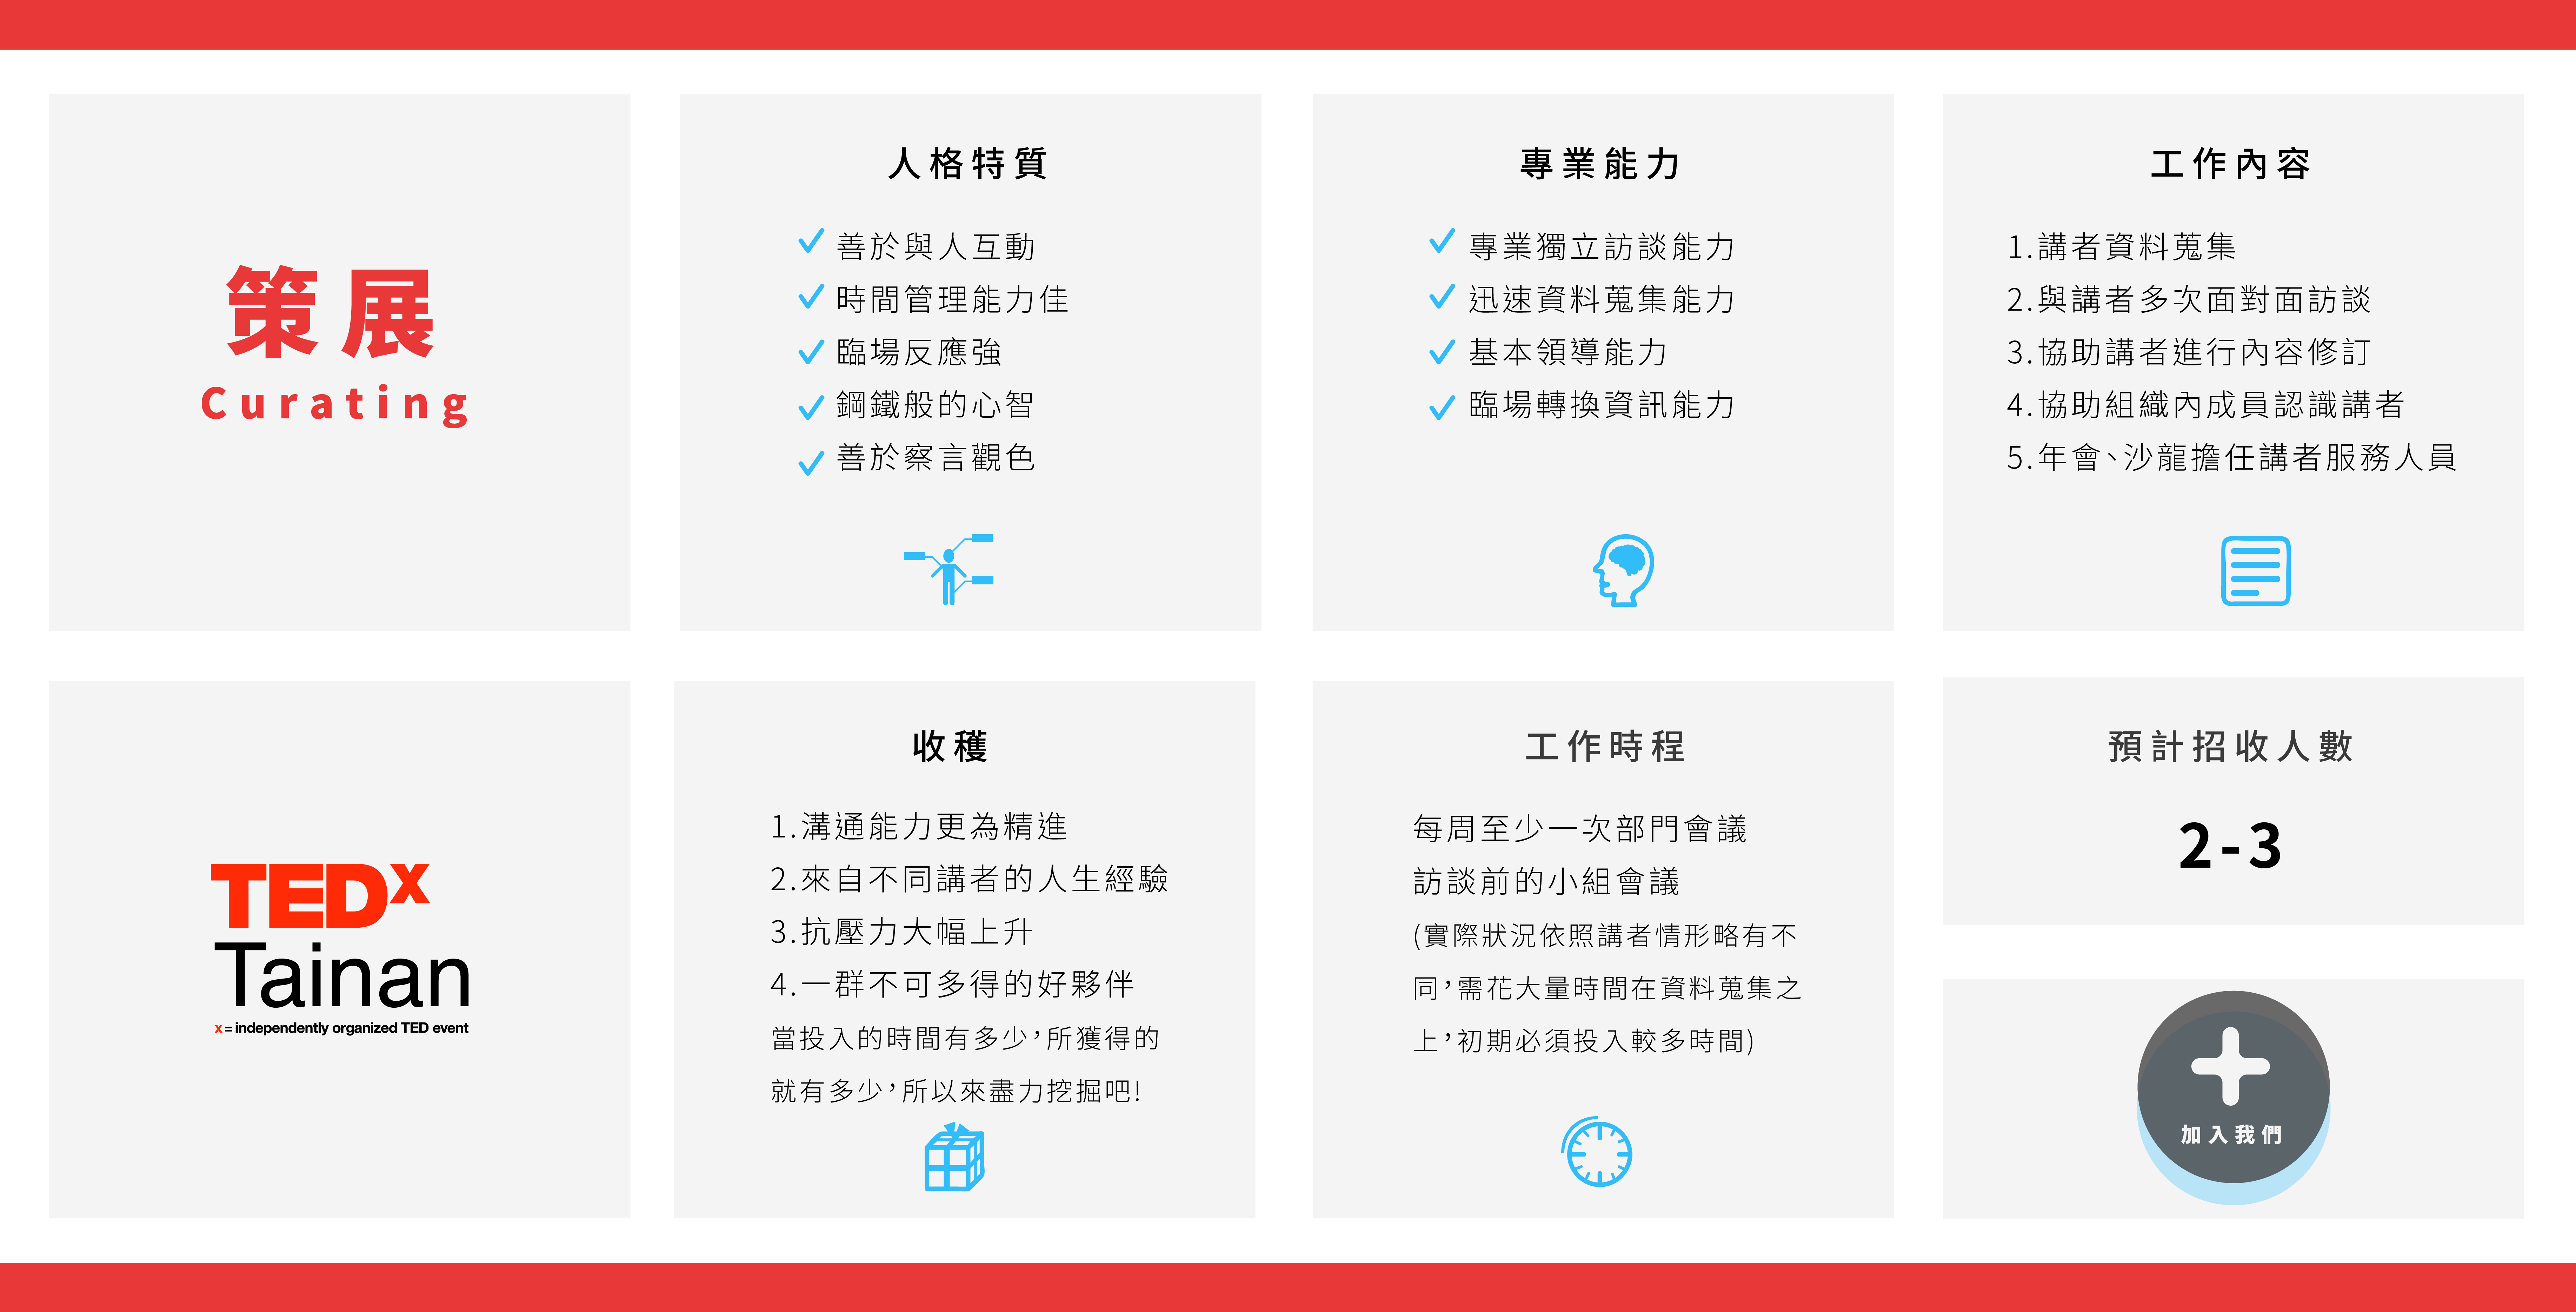 策展
Curating
人格特質
善於與人互動
時間管理能力佳
臨場反應強
鋼鐵般的心智
善於察言觀色
專業能力
專業獨立訪談能力
迅速資料蒐集能力
基本領導能力
臨場轉換資訊能力
工作內容
1.講者資料蒐集
2.與講者多次面對面訪談
3.協助講者進行內容修訂
4.協助組織內成員認識講者
5.年會、沙龍擔任講者服務人員
TEDx
Tainan
x = independently organized TED event
收穫
1.溝通能力更為精進
2.來自不同講者的人生經驗
3.抗壓力大幅上升
4.一群不可多得的好夥伴
當投入的時間有多少，所獲得的
就有多少，所以來盡力挖掘吧!
工作時程
每周至少一次部門會議
訪談前的小組會議
(實際狀況依照講者情形略有不
同，需花大量時間在資料蒐集之
上，初期必須投入較多時間)
預計招收人數
2-3
加入我們